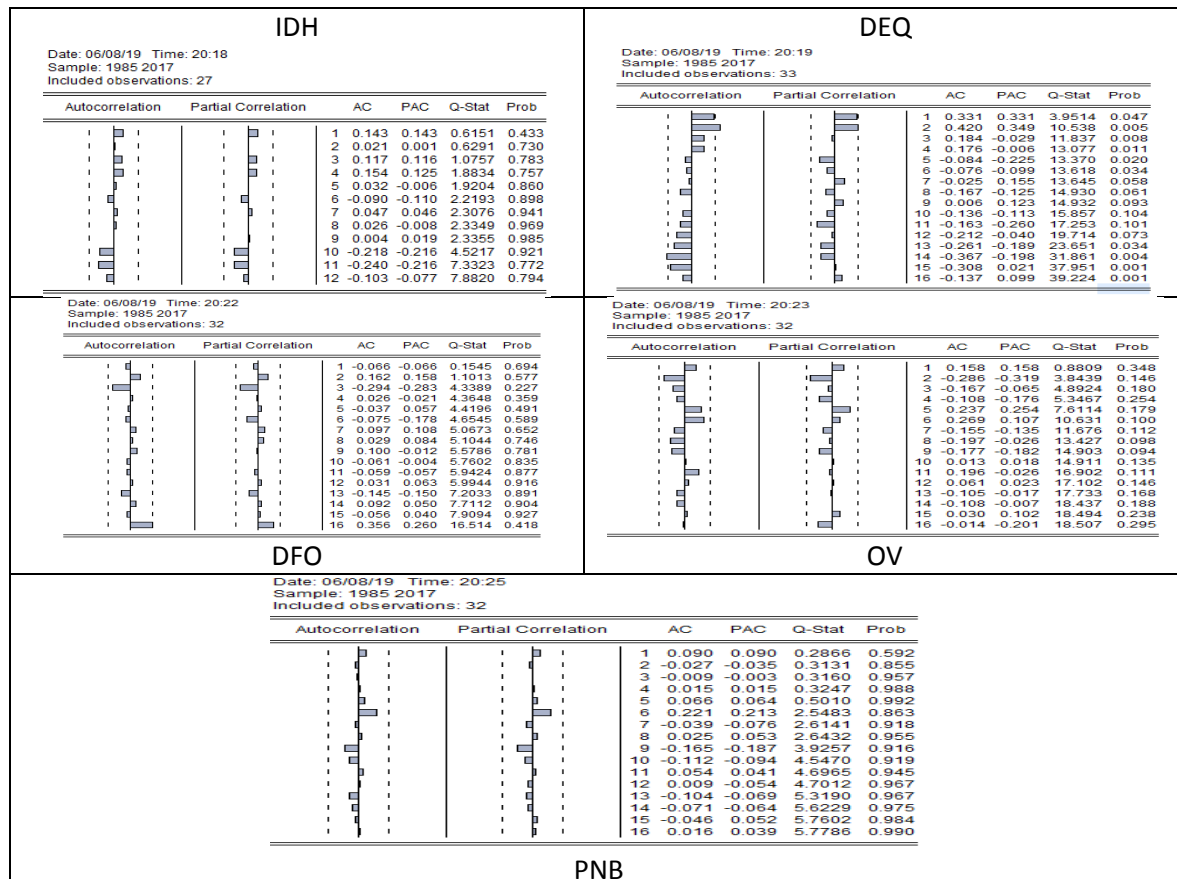 IDH
Date: 06/08/19 Time: 20:18
Sample: 1985 2017
Included observations: 27
Autocorrelation Partial Correlation AC PAC Q-Stat Prob
1 0.143 0.143 0.6151 0.433
2 0.021 0.001 0.6291 0.730
3 0.117 0.116 1.0757 0.783
4 0.154 0.125 1.8834 0.757
5 0.032 -0.006 1.9204 0.860
6 -0.090 -0.110 2.2193 0.898
7 0.047 0.046 2.3076 0.941
8 0.026 -0.008 2.3349 0.969
9 0.004 0.019 2.3355 0.985
10 -0.218 -0.216 4.5217 0.921
11 -0.240 -0.216 7.3323 0.772
12 -0.103 -0.077 7.8820 0.794
DEQ
Date: 06/08/19 Time: 20:19
Sample: 1985 2017
Included observations: 33
Autocorrelation Partial Correlation AC PAC Q-Stat Prob
1 0.331 0.331 3.9514 0.047
2 0.420 0.349 10.538 0.005
3 0.184 -0.029 11.837 0.008
4 0.176 -0.006 13.077 0.011
5 -0.084 -0.225 13.370 0.020
6 -0.076 -0.099 13.618 0.034
7 -0.025 0.155 13.645 0.058
8 -0.167 -0.125 14.930 0.061
9 0.006 0.123 14.932 0.093
10 -0.136 -0.113 15.857 0.104
11 -0.163 -0.260 17.253 0.101
12 -0.212 -0.040 19.714 0.073
13 -0.261 -0.189 23.651 0.034
14 -0.367 -0.198 31.861 0.004
15 -0.308 0.021 37.951 0.001
16 -0.137 0.099 39.224 0.001
Date: 06/08/19 Time: 20:22
Sample: 1985 2017
Included observations: 32
Autocorrelation Partial Correlation AC PAC Q-Stat Prob
1 -0.066 -0.066 0.1545 0.694
2 0.162 0.158 1.1013 0.577
3 -0.294 -0.283 4.3389 0.227
4 0.026 -0.021 4.3648 0.359
5 -0.037 0.057 4.4196 0.491
6 -0.075 -0.178 4.6545 0.589
7 0.097 0.108 5.0673 0.652
8 0.029 0.084 5.1044 0.746
9 0.100 -0.012 5.5786 0.781
10 -0.061 -0.004 5.7602 0.835
11 -0.059 -0.057 5.9424 0.877
12 0.031 0.063 5.9944 0.916
13 -0.145 -0.150 7.2033 0.891
14 0.092 0.050 7.7112 0.904
15 -0.056 0.040 7.9094 0.927
16 0.356 0.260 16.514 0.418
DFO
Date: 06/08/19 Time: 20:23
Sample: 1985 2017
Included observations: 32
Autocorrelation Partial Correlation AC PAC Q-Stat Prob
1 0.158 0.158 0.8809 0.348
2 -0.286 -0.319 3.8439 0.146
3 -0.167 -0.065 4.8924 0.180
4 -0.108 -0.176 5.3467 0.254
5 0.237 0.254 7.6114 0.179
6 0.269 0.107 10.631 0.100
7 -0.155 -0.135 11.676 0.112
8 -0.197 -0.026 13.427 0.098
9 -0.177 -0.182 14.903 0.094
10 0.013 0.018 14.911 0.135
11 0.196 -0.026 16.902 0.111
12 0.061 0.023 17.102 0.146
13 -0.105 -0.017 17.733 0.168
14 -0.108 -0.007 18.437 0.188
15 0.030 0.102 18.494 0.238
16 -0.014 -0.201 18.507 0.295
OV
Date: 06/08/19 Time: 20:25
Sample: 1985 2017
Included observations: 32
Autocorrelation Partial Correlation AC PAC Q-Stat Prob
1 0.090 0.090 0.2866 0.592
2 -0.027 -0.035 0.3131 0.855
3 -0.009 -0.003 0.3160 0.957
4 0.015 0.015 0.3247 0.988
5 0.066 0.064 0.5010 0.992
6 0.221 0.213 2.5483 0.863
7 -0.039 -0.076 2.6141 0.918
8 0.025 0.053 2.6432 0.955
9 -0.165 -0.187 3.9257 0.916
10 -0.112 -0.094 4.5470 0.919
11 0.054 0.041 4.6965 0.945
12 0.009 -0.054 4.7012 0.967
13 -0.104 -0.069 5.3190 0.967
14 -0.071 -0.064 5.6229 0.975
15 -0.046 0.052 5.7602 0.984
16 0.016 0.039 5.7786 0.990
PNB